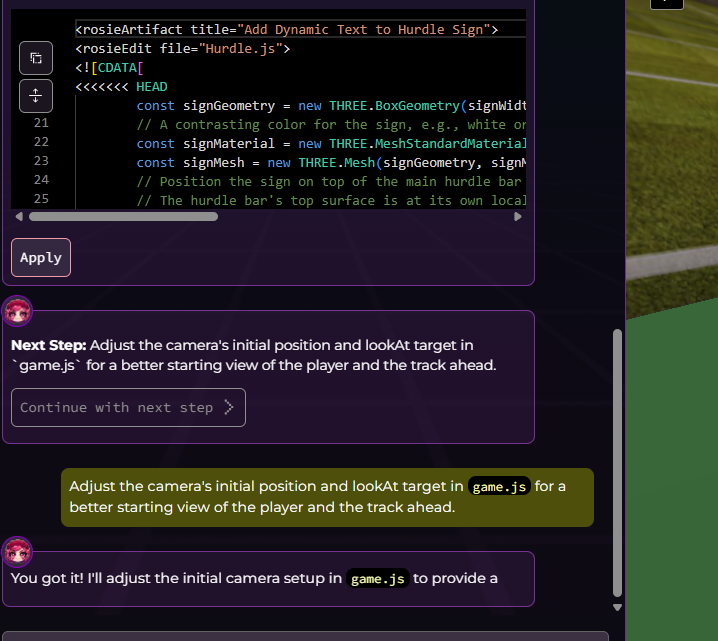 <rosieArtifact title="Add Dynamic Text to Hurdle Sign">
<rosieEdit file="Hurdle.js">
<![CDATA[
<<<<<<< HEAD
const signGeometry = new THREE.BoxGeometry(signWidt
21 // A contrasting color for the sign, e.g., white or
22 const signMaterial = new THREE.MeshStandardMaterial
23 const signMesh = new THREE.Mesh(signGeometry, signM
24 // Position the sign on top of the main hurdle bar
25 // The hurdle bar's top surface is at its own local
Apply
Next Step: Adjust the camera's initial position and lookAt target in
`game.js` for a better starting view of the player and the track ahead.
Continue with next step
Adjust the camera's initial position and lookAt target in game.js for a
better starting view of the player and the track ahead.
You got it! I'll adjust the initial camera setup in game.js to provide a